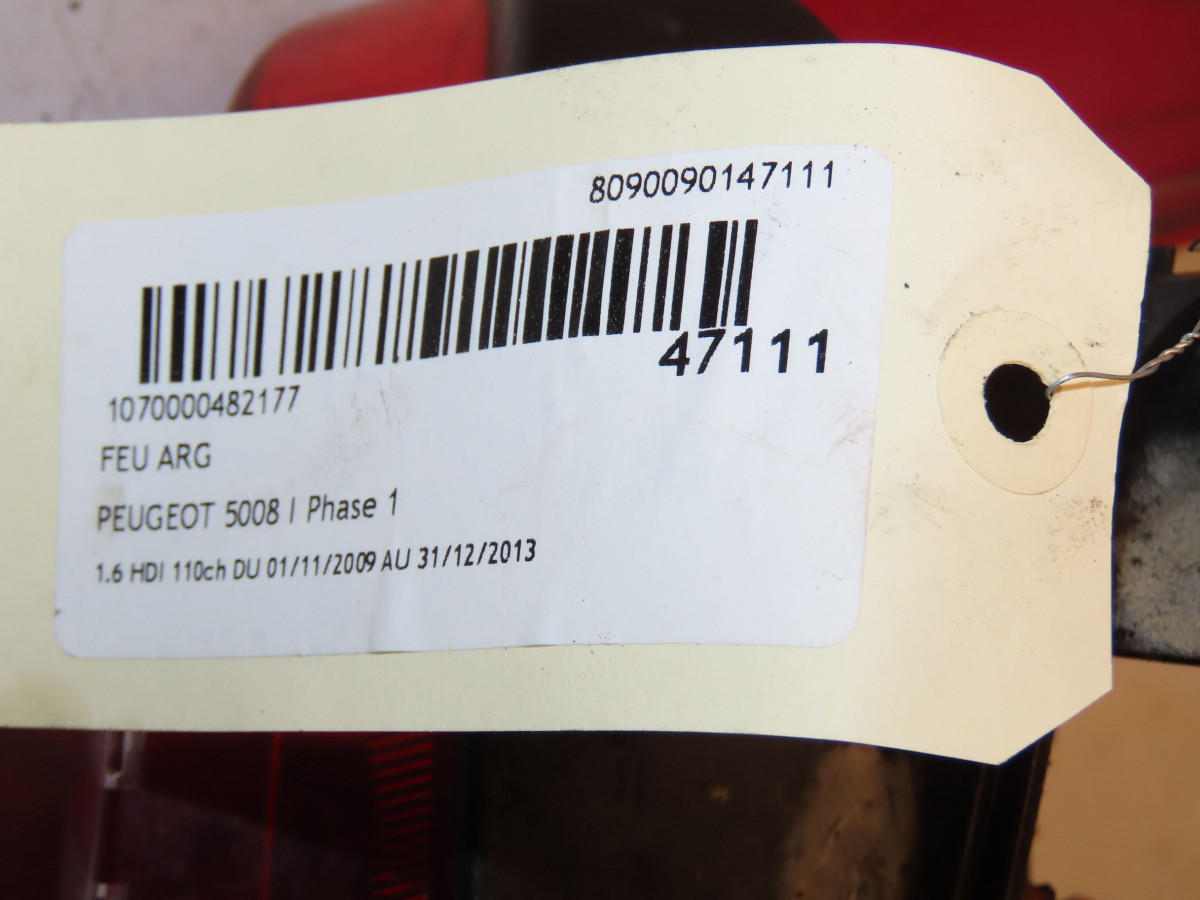 8090090147111
47111
1070000482177
FEU ARG
PEUGEOT 5008 I Phase 1
1.6 HDI 110ch DU 01/11/2009 AU 31/12/2013